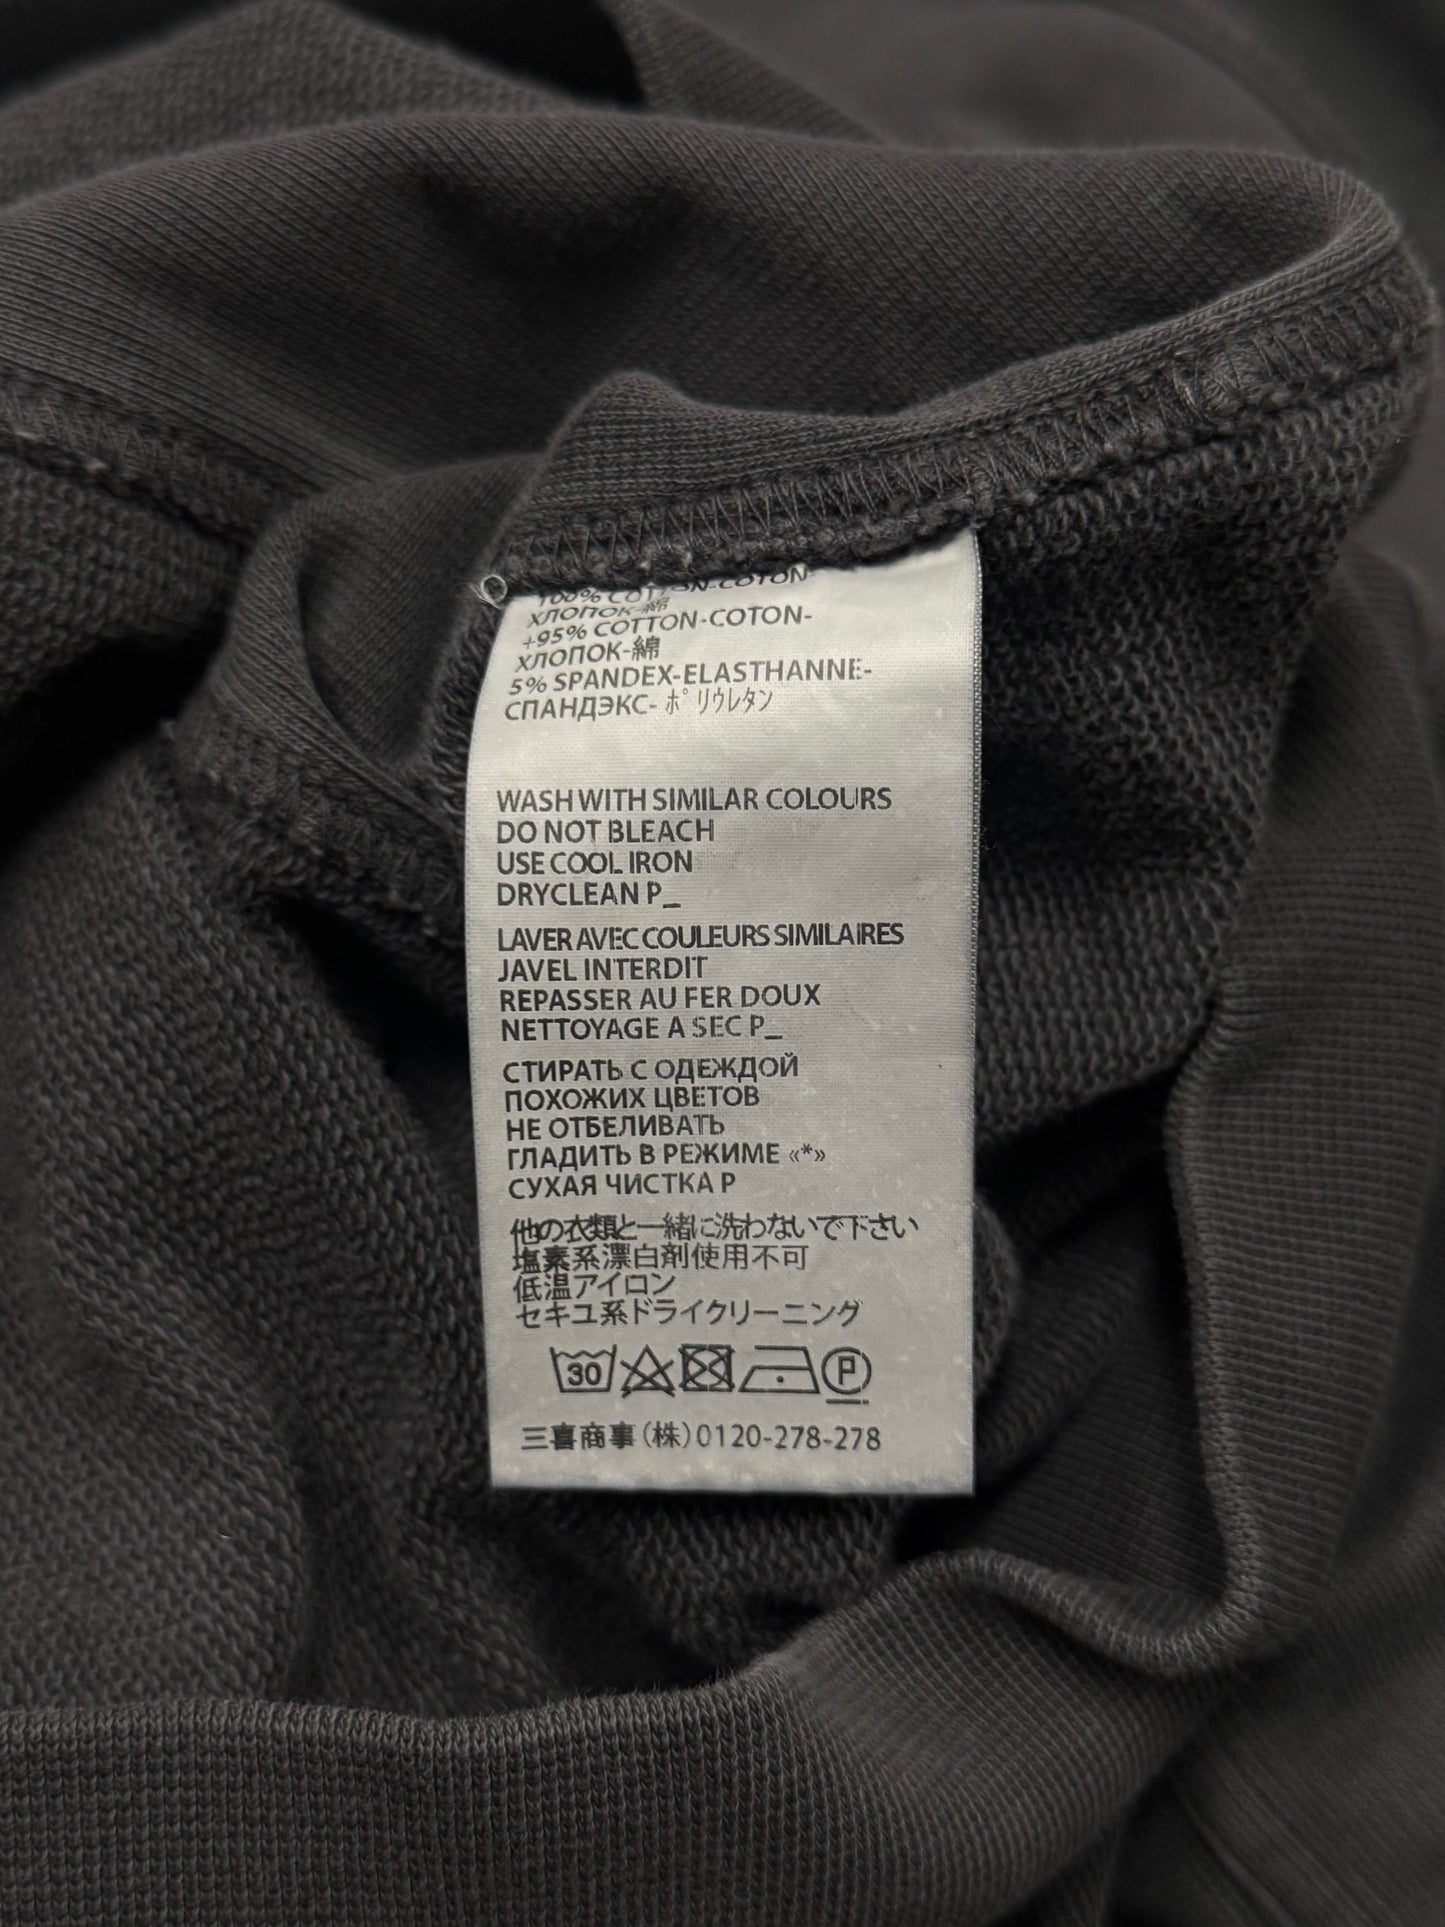 100% COTTON-COTON-
ХЛОПОК-綿
+95% COTTON-COTON-
ХЛОПОК-綿
5% SPANDEX-ELASTHANNE-
СПАНДЭКС-ポリウレタン
WASH WITH SIMILAR COLOURS
DO NOT BLEACH
USE COOL IRON
DRYCLEAN P_
LAVER AVEC COULEURS SIMILAIRES
JAVEL INTERDIT
REPASSER AU FER DOUX
NETTOYAGE A SEC P_
СТИРАТЬ С ОДЕЖДОЙ
ПОХОЖИХ ЦВЕТОВ
НЕ ОТБЕЛИВАТЬ
ГЛАДИТЬ В РЕЖИМЕ «*»
СУХАЯ ЧИСТКА P
他の衣類と一緒に洗わないで下さい
塩素系漂白剤使用不可
低温アイロン
セキユ系ドライクリーニング
30 P
三喜商事(株)0120-278-278